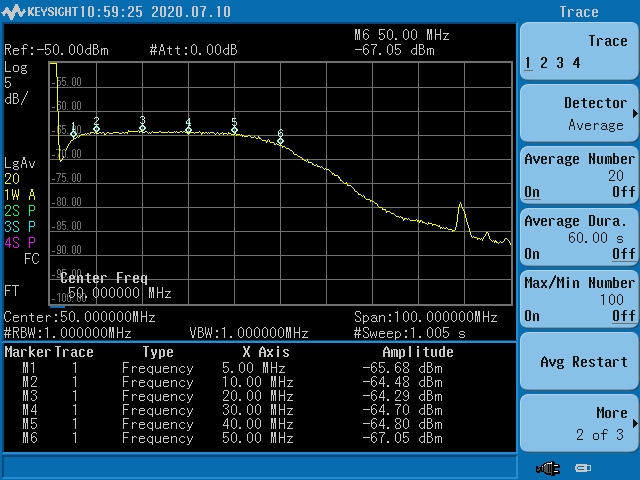 KEYSIGHT 10:59:25 2020.07.10
Trace
M6 50.00 MHz
Ref:-50.00dBm #Att:0.00dB -67.05 dBm
Log
5
dB/
-55.00
-60.00
-65.00
-70.00
-75.00
-80.00
-85.00
-90.00
-95.00
-100.00
1 2 3 4 5 6
LgAv
20
1W A
2S P
3S P
4S P
FC
FT
Center Freq
50.000000 MHz
Center:50.000000MHz Span:100.000000MHz
#RBW:1.000000MHz VBW:1.000000MHz #Sweep:1.005 s
Marker Trace Type X Axis Amplitude
M1 1 Frequency 5.00 MHz -65.68 dBm
M2 1 Frequency 10.00 MHz -64.48 dBm
M3 1 Frequency 20.00 MHz -64.29 dBm
M4 1 Frequency 30.00 MHz -64.70 dBm
M5 1 Frequency 40.00 MHz -64.80 dBm
M6 1 Frequency 50.00 MHz -67.05 dBm
Trace
1 2 3 4
Detector
Average
Average Number
20
On Off
Average Dura.
60.00 s
On Off
Max/Min Number
100
On Off
Avg Restart
More
2 of 3